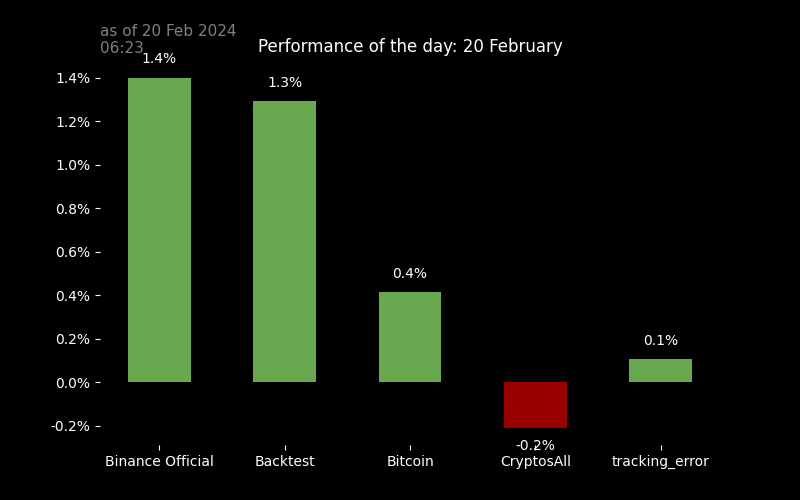 as of 20 Feb 2024
06:23
Performance of the day: 20 February
1.4%
1.3%
0.4%
-0.2%
0.1%
1.4%
1.2%
1.0%
0.8%
0.6%
0.4%
0.2%
0.0%
-0.2%
Binance Official
Backtest
Bitcoin
CryptosAll
tracking_error